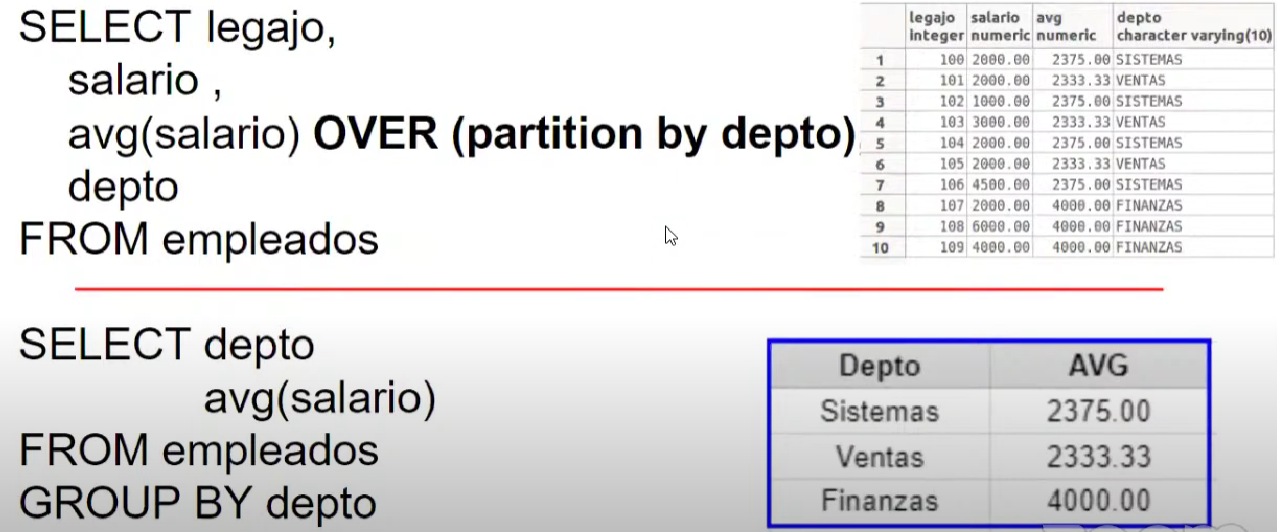 SELECT legajo,
salario ,
avg(salario) OVER (partition by depto)
depto
FROM empleados
legajo salario avg depto
integer numeric numeric character varying(10)
1 100 2000.00 2375.00 SISTEMAS
2 101 2000.00 2333.33 VENTAS
3 102 1000.00 2375.00 SISTEMAS
4 103 3000.00 2333.33 VENTAS
5 104 2000.00 2375.00 SISTEMAS
6 105 2000.00 2333.33 VENTAS
7 106 4500.00 2375.00 SISTEMAS
8 107 2000.00 4000.00 FINANZAS
9 108 6000.00 4000.00 FINANZAS
10 109 4000.00 4000.00 FINANZAS
SELECT depto
avg(salario)
FROM empleados
GROUP BY depto
Depto AVG
Sistemas 2375.00
Ventas 2333.33
Finanzas 4000.00